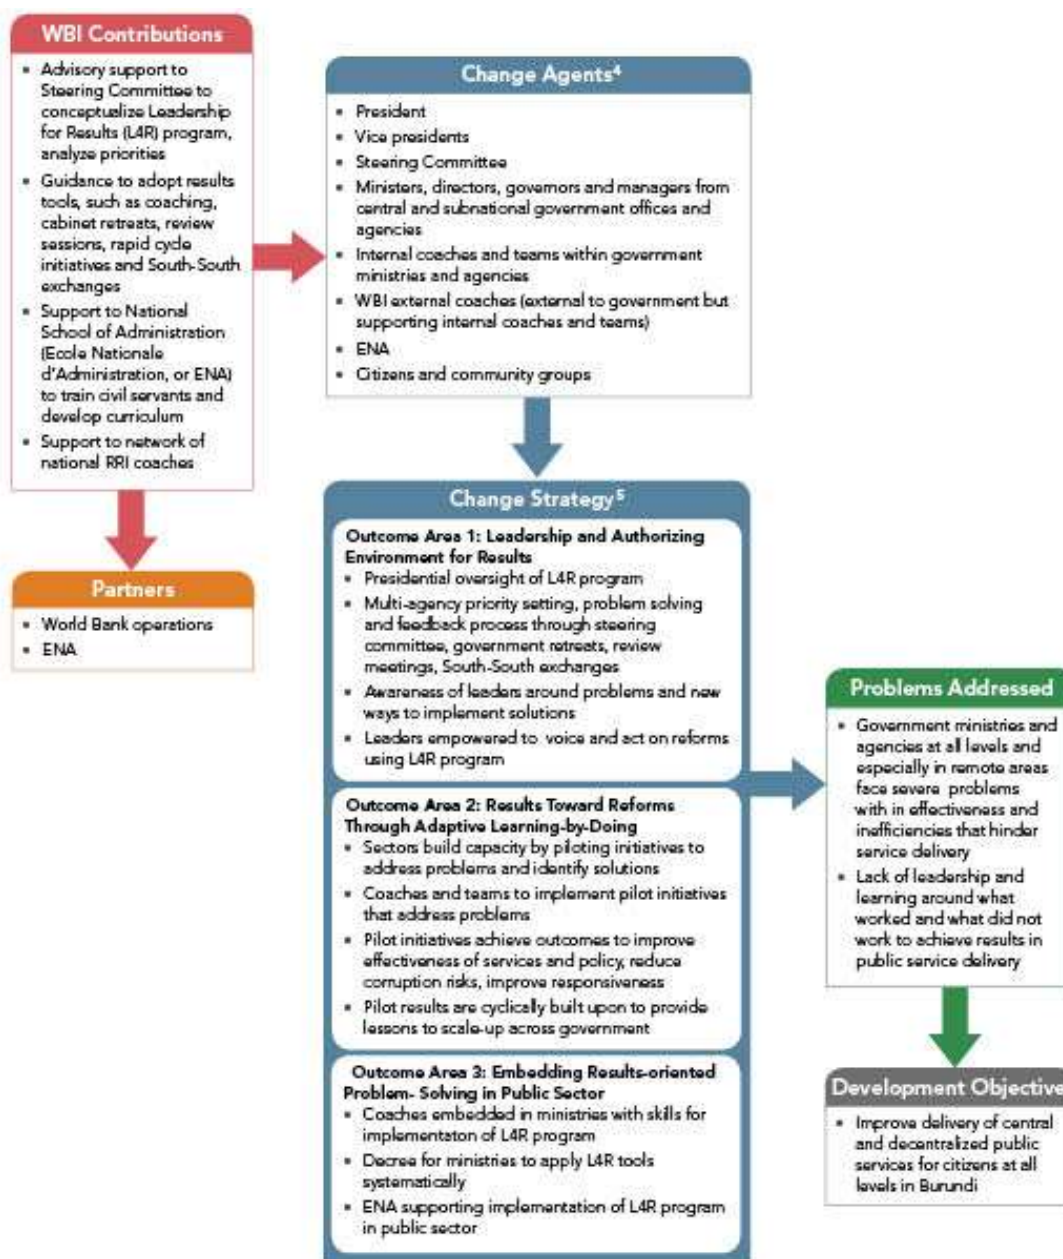 WBI Contributions
▪ Advisory support to
Steering Committee to
conceptualize Leadership
for Results (L4R) program,
analyze priorities
▪ Guidance to adopt results
tools, such as coaching,
cabinet retreats, review
sessions, rapid cycle
initiatives and South-South
exchanges
▪ Support to National
School of Administration
(Ecole Nationale
d'Administration, or ENA)
to train civil servants and
develop curriculum
▪ Support to network of
national RRI coaches
Partners
▪ World Bank operations
▪ ENA
Change Agents⁴
▪ President
▪ Vice presidents
▪ Steering Committee
▪ Ministers, directors, governors and managers from
central and subnational government offices and
agencies
▪ Internal coaches and teams within government
ministries and agencies
▪ WBI external coaches (external to government but
supporting internal coaches and teams)
▪ ENA
▪ Citizens and community groups
Change Strategy⁵
Outcome Area 1: Leadership and Authorizing
Environment for Results
▪ Presidential oversight of L4R program
▪ Multi-agency priority setting, problem solving
and feedback process through steering
committee, government retreats, review
meetings, South-South exchanges
▪ Awareness of leaders around problems and new
ways to implement solutions
▪ Leaders empowered to voice and act on reforms
using L4R program
Outcome Area 2: Results Toward Reforms
Through Adaptive Learning-by-Doing
▪ Sectors build capacity by piloting initiatives to
address problems and identify solutions
▪ Coaches and teams to implement pilot initiatives
that address problems
▪ Pilot initiatives achieve outcomes to improve
effectiveness of services and policy, reduce
corruption risks, improve responsiveness
▪ Pilot results are cyclically built upon to provide
lessons to scale-up across government
Outcome Area 3: Embedding Results-oriented
Problem- Solving in Public Sector
▪ Coaches embedded in ministries with skills for
implementaton of L4R program
▪ Decree for ministries to apply L4R tools
systematically
▪ ENA supporting implementation of L4R program
in public sector
Problems Addressed
▪ Government ministries and
agencies at all levels and
especially in remote areas
face severe problems
with in effectiveness and
inefficiencies that hinder
service delivery
▪ Lack of leadership and
learning around what
worked and what did not
work to achieve results in
public service delivery
Development Objective
▪ Improve delivery of central
and decentralized public
services for citizens at all
levels in Burundi